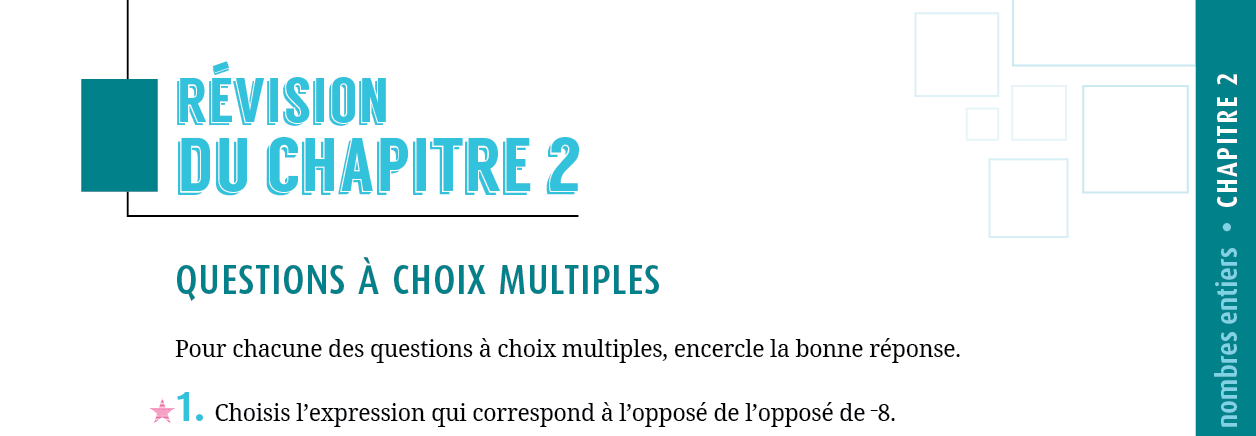 RÉVISION
DU CHAPITRE 2
QUESTIONS À CHOIX MULTIPLES
Pour chacune des questions à choix multiples, encercle la bonne réponse.
1. Choisis l’expression qui correspond à l’opposé de l’opposé de ⁻8.
nombres entiers • CHAPITRE 2